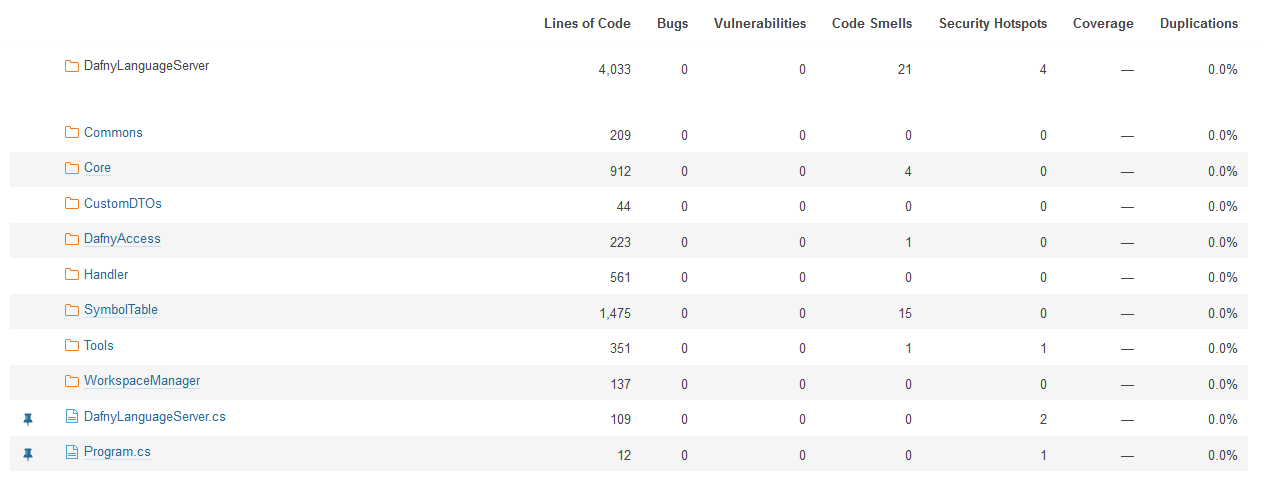 Lines of Code Bugs Vulnerabilities Code Smells Security Hotspots Coverage Duplications
DafnyLanguageServer 4,033 0 0 21 4 — 0.0%
Commons 209 0 0 0 0 — 0.0%
Core 912 0 0 4 0 — 0.0%
CustomDTOs 44 0 0 0 0 — 0.0%
DafnyAccess 223 0 0 1 0 — 0.0%
Handler 561 0 0 0 0 — 0.0%
SymbolTable 1,475 0 0 15 0 — 0.0%
Tools 351 0 0 1 1 — 0.0%
WorkspaceManager 137 0 0 0 0 — 0.0%
DafnyLanguageServer.cs 109 0 0 0 2 — 0.0%
Program.cs 12 0 0 0 1 — 0.0%